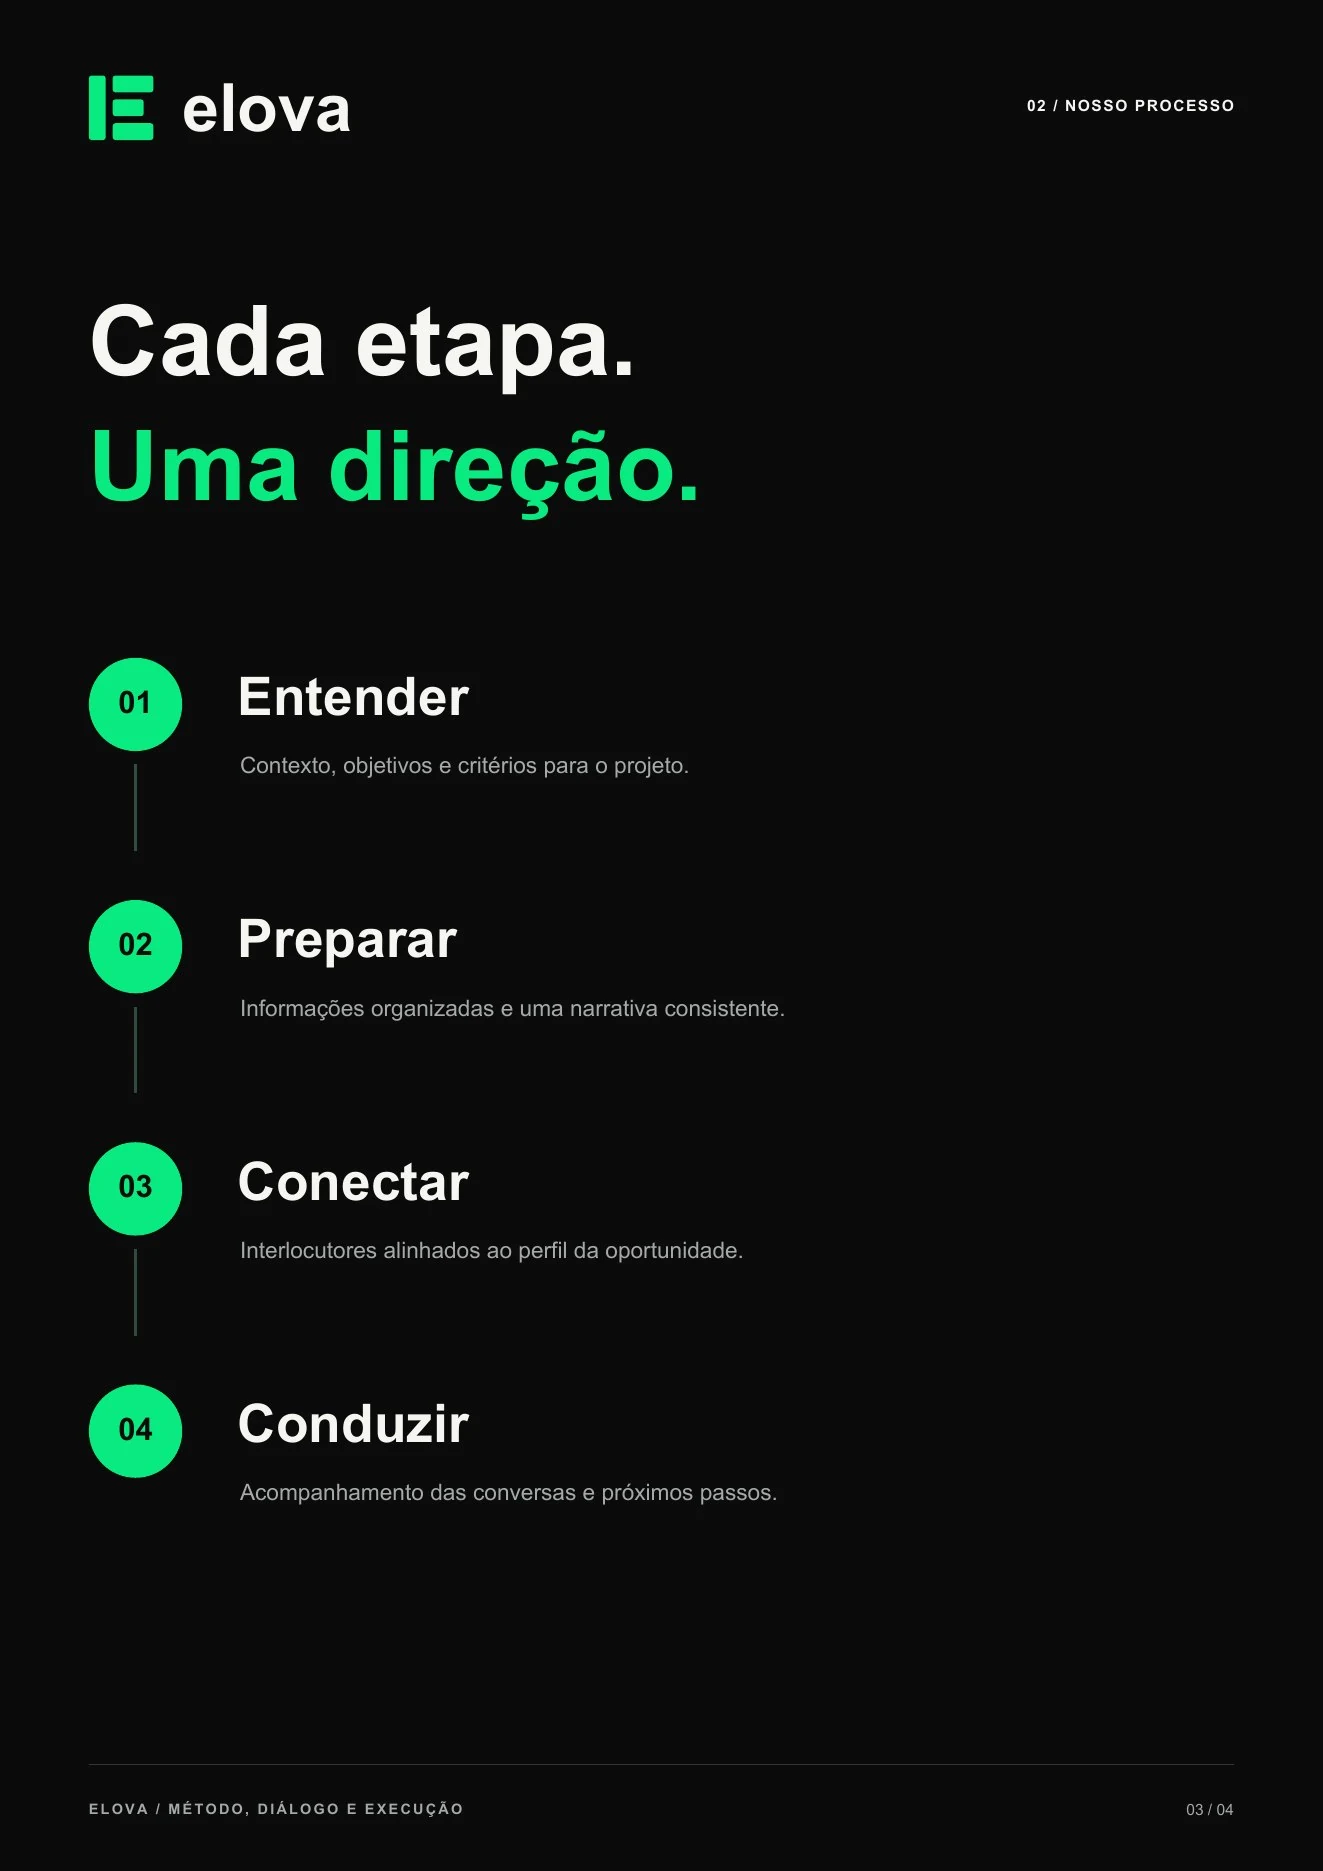 elova
02 / NOSSO PROCESSO
Cada etapa.
Uma direção.
01
Entender
Contexto, objetivos e critérios para o projeto.
02
Preparar
Informações organizadas e uma narrativa consistente.
03
Conectar
Interlocutores alinhados ao perfil da oportunidade.
04
Conduzir
Acompanhamento das conversas e próximos passos.
ELOVA / MÉTODO, DIÁLOGO E EXECUÇÃO
03 / 04